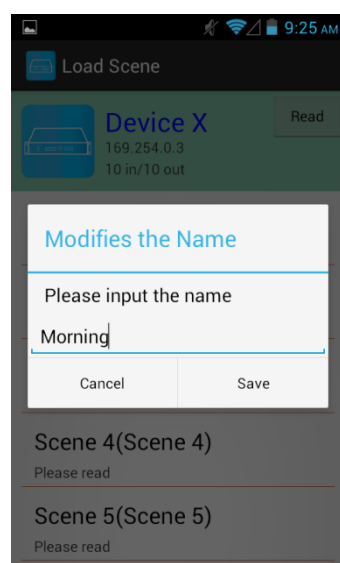 9:25 AM
Load Scene
Device X
Read
169.254.0.3
10 in/10 out
Modifies the Name
Please input the name
Morning
Cancel
Save
Scene 4(Scene 4)
Please read
Scene 5(Scene 5)
Please read